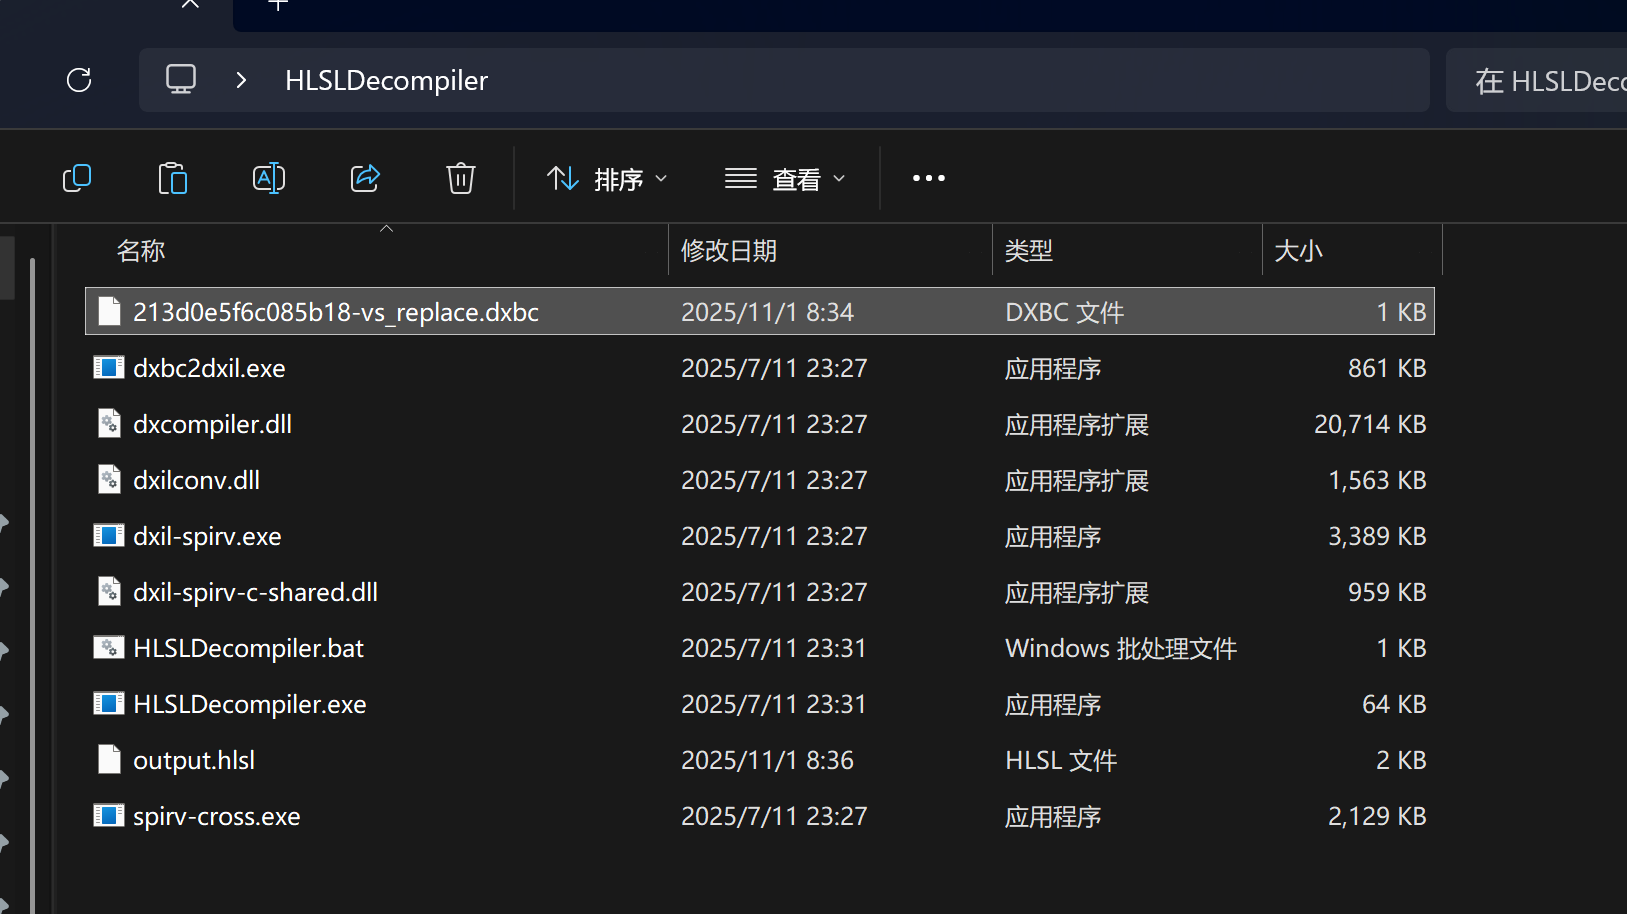 HLSLDecompiler
在 HLSLDeco
排序
查看
名称 修改日期 类型 大小
213d0e5f6c085b18-vs_replace.dxbc 2025/11/1 8:34 DXBC 文件 1 KB
dxbc2dxil.exe 2025/7/11 23:27 应用程序 861 KB
dxcompiler.dll 2025/7/11 23:27 应用程序扩展 20,714 KB
dxilconv.dll 2025/7/11 23:27 应用程序扩展 1,563 KB
dxil-spirv.exe 2025/7/11 23:27 应用程序 3,389 KB
dxil-spirv-c-shared.dll 2025/7/11 23:27 应用程序扩展 959 KB
HLSLDecompiler.bat 2025/7/11 23:31 Windows 批处理文件 1 KB
HLSLDecompiler.exe 2025/7/11 23:31 应用程序 64 KB
output.hlsl 2025/11/1 8:36 HLSL 文件 2 KB
spirv-cross.exe 2025/7/11 23:27 应用程序 2,129 KB